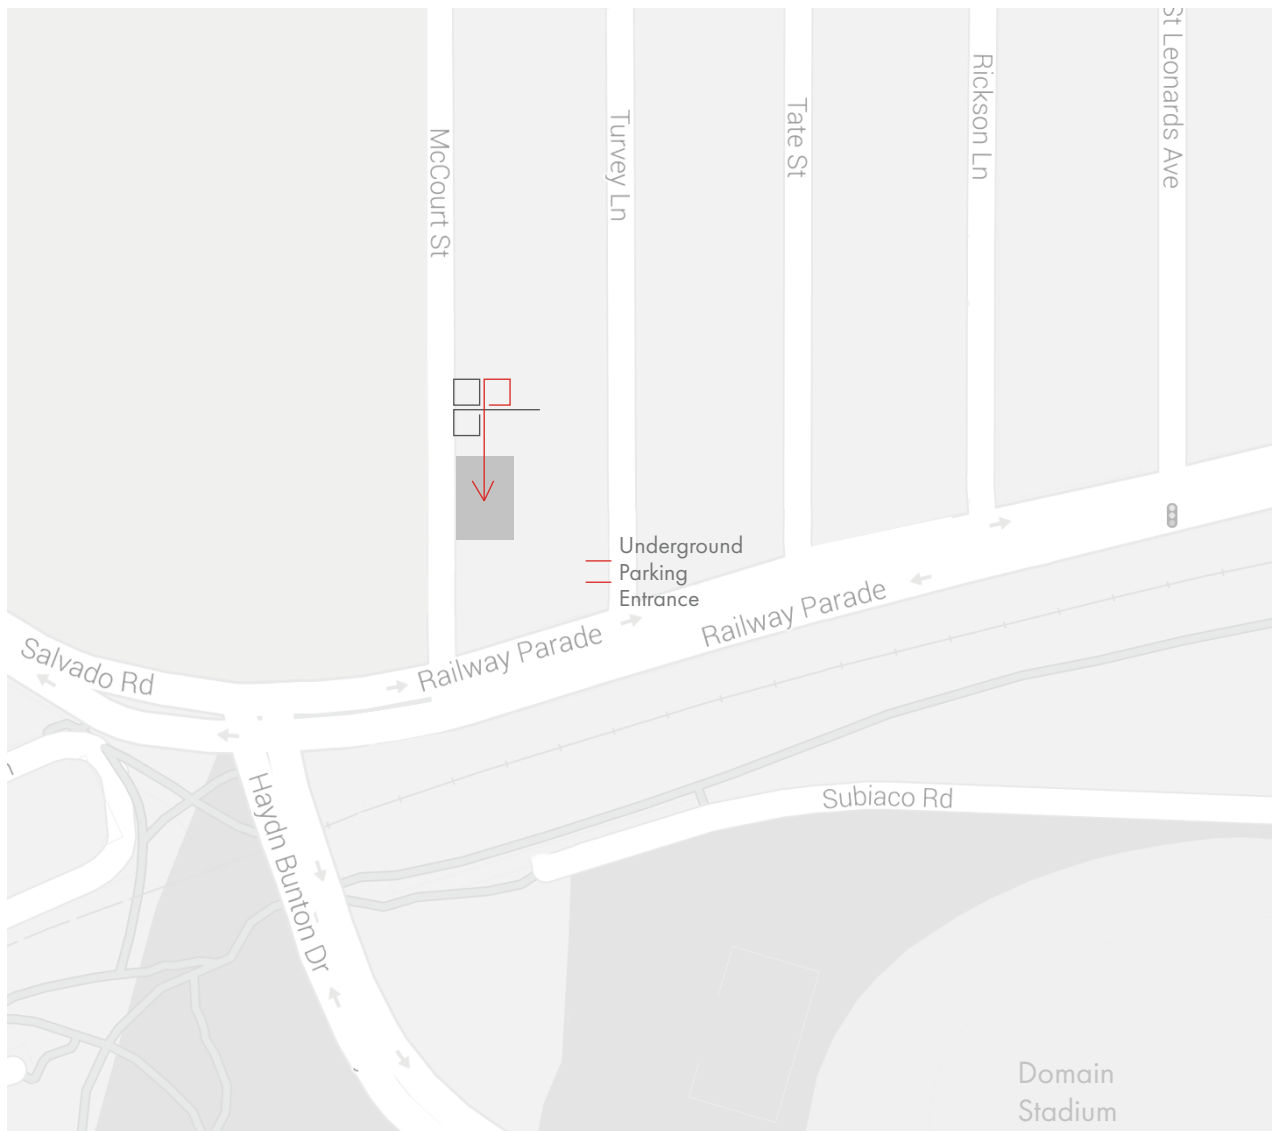 McCourt St
Turvey Ln
Tate St
Rickson Ln
St Leonards Ave
Underground
Parking
Entrance
Salvado Rd
Railway Parade
Railway Parade
Haydn Bunton Dr
Subiaco Rd
Domain
Stadium